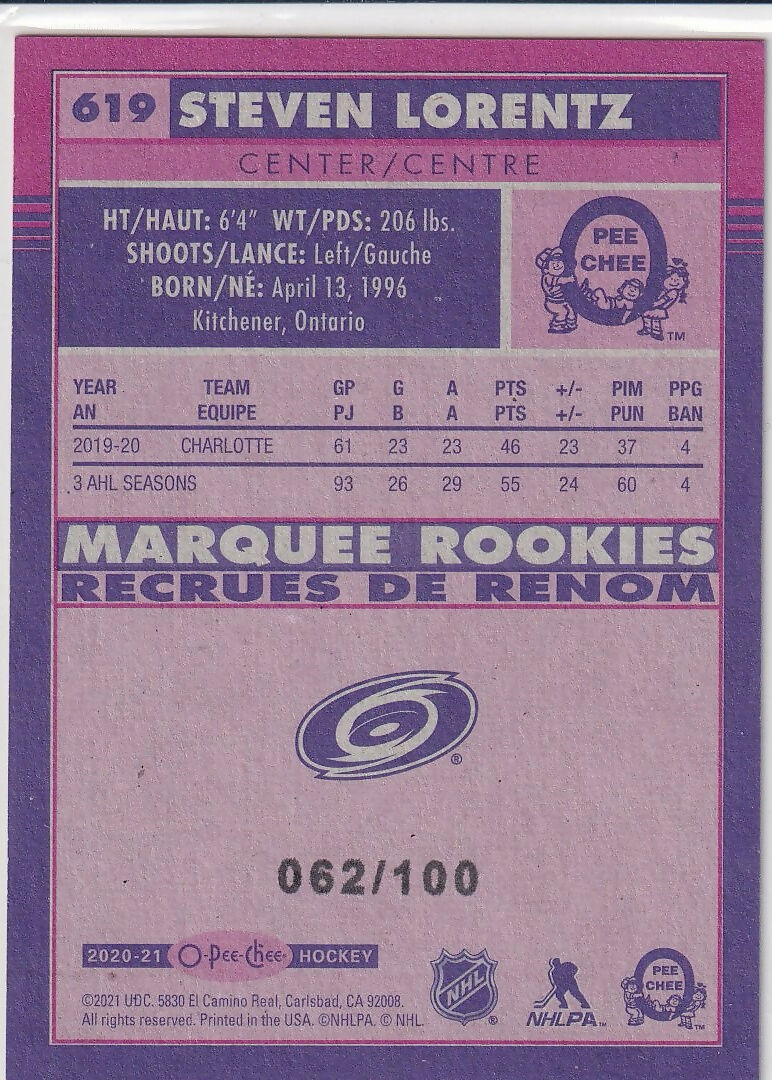 619 STEVEN LORENTZ
CENTER/CENTRE
HT/HAUT: 6'4" WT/PDS: 206 lbs.
SHOOTS/LANCE: Left/Gauche
BORN/NÉ: April 13, 1996
Kitchener, Ontario
PEE
CHEE
TM
YEAR TEAM GP G A PTS +/- PIM PPG
AN EQUIPE PJ B A PTS +/- PUN BAN
2019-20 CHARLOTTE 61 23 23 46 23 37 4
3 AHL SEASONS 93 26 29 55 24 60 4
MARQUEE ROOKIES
RECRUES DE RENOM
®
062/100
2020-21 O-Pee-Chee HOCKEY
©2021 UDC. 5830 El Camino Real, Carlsbad, CA 92008.
All rights reserved. Printed in the USA. ©NHLPA. © NHL.
NHL ®
NHLPA™
PEE
CHEE
TM